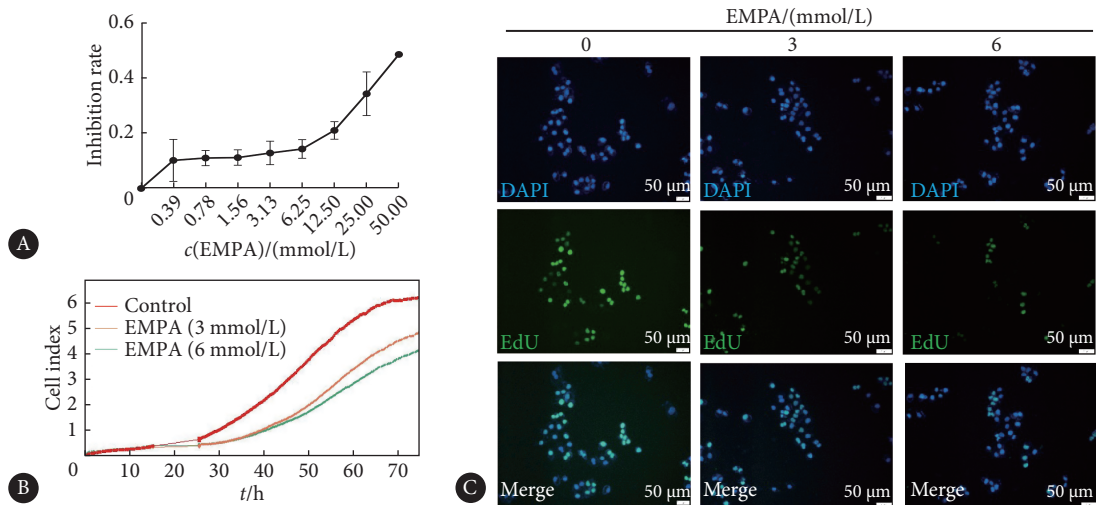 0.6
0.4
0.2
0
Inhibition rate
0.39
0.78
1.56
3.13
6.25
12.50
25.00
50.00
c(EMPA)/(mmol/L)
A
6
5
4
3
2
1
Cell index
Control
EMPA (3 mmol/L)
EMPA (6 mmol/L)
0 10 20 30 40 50 60 70
t/h
B
EMPA/(mmol/L)
0 3 6
DAPI 50 μm DAPI 50 μm DAPI 50 μm
EdU 50 μm EdU 50 μm EdU 50 μm
Merge 50 μm Merge 50 μm Merge 50 μm
C